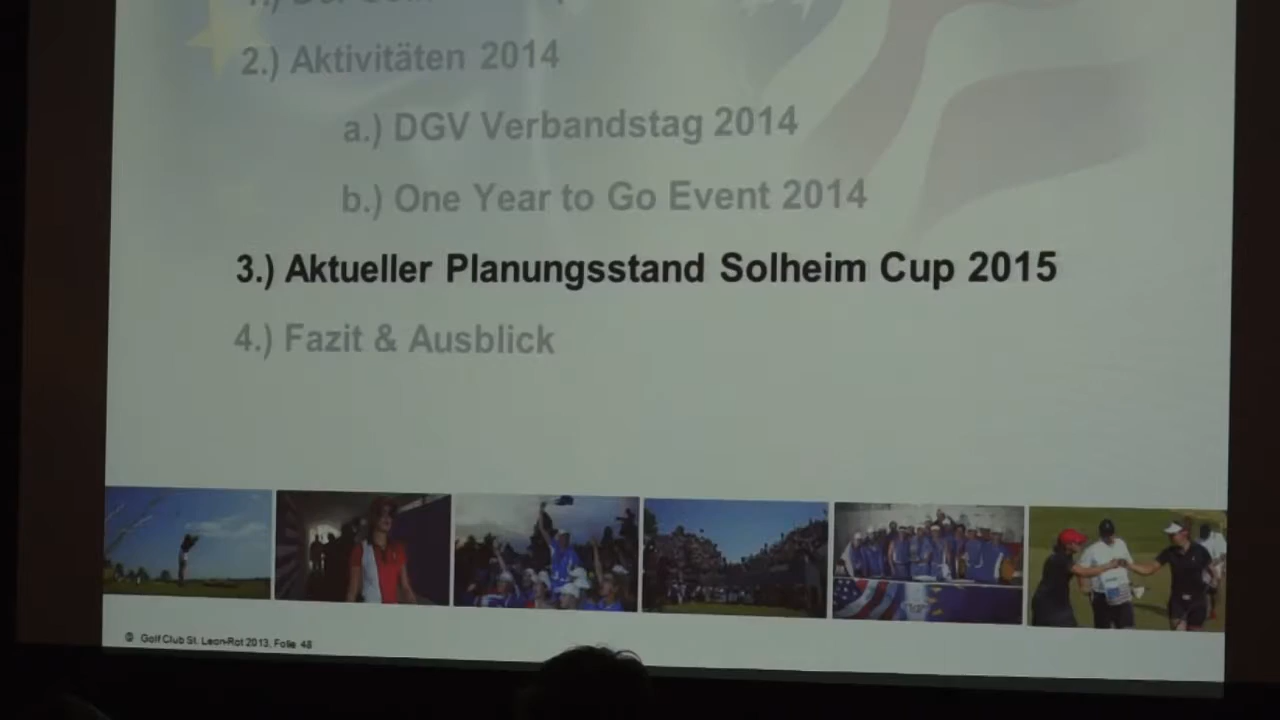 2.) Aktivitäten 2014
a.) DGV Verbandstag 2014
b.) One Year to Go Event 2014
3.) Aktueller Planungsstand Solheim Cup 2015
4.) Fazit & Ausblick
© Golf Club St. Leon-Rot 2013, Folie 48